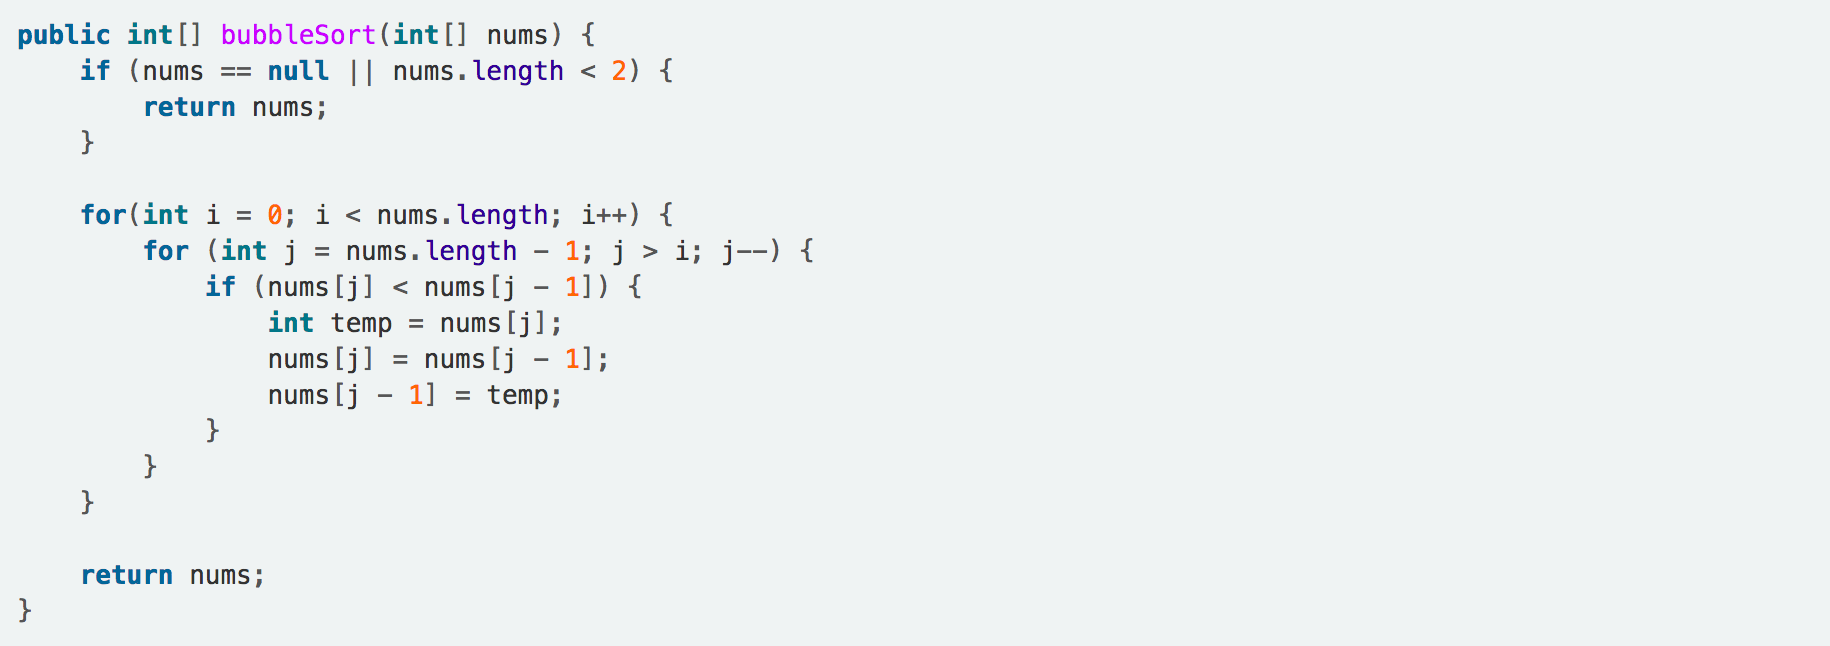 public int[] bubbleSort(int[] nums) {
    if (nums == null || nums.length < 2) {
        return nums;
    }

    for(int i = 0; i < nums.length; i++) {
        for (int j = nums.length - 1; j > i; j--) {
            if (nums[j] < nums[j - 1]) {
                int temp = nums[j];
                nums[j] = nums[j - 1];
                nums[j - 1] = temp;
            }
        }
    }

    return nums;
}